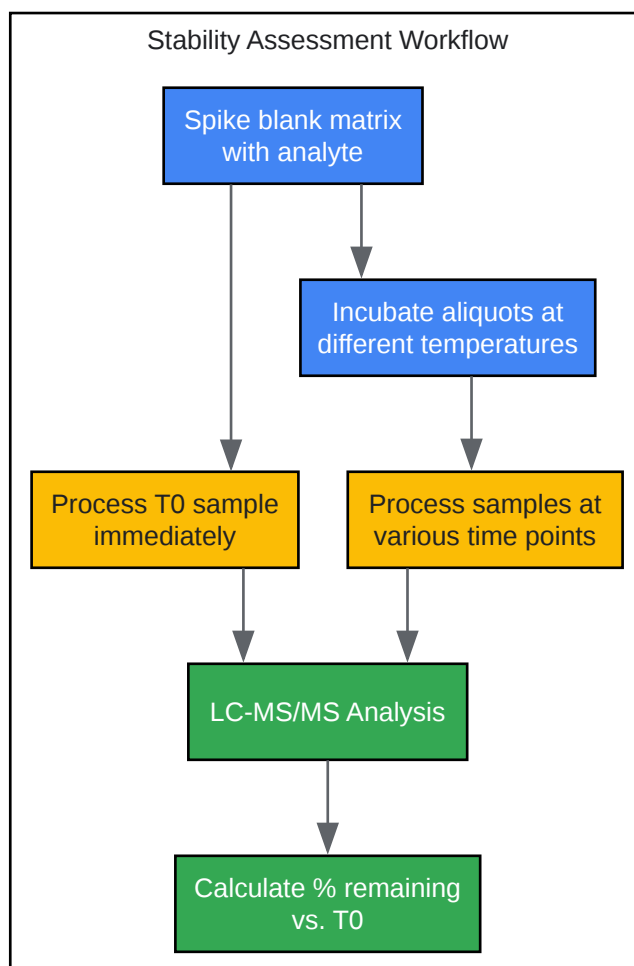 Stability Assessment Workflow
Spike blank matrix
with analyte
Incubate aliquots at
different temperatures
Process T0 sample
immediately
Process samples at
various time points
LC-MS/MS Analysis
Calculate % remaining
vs. T0